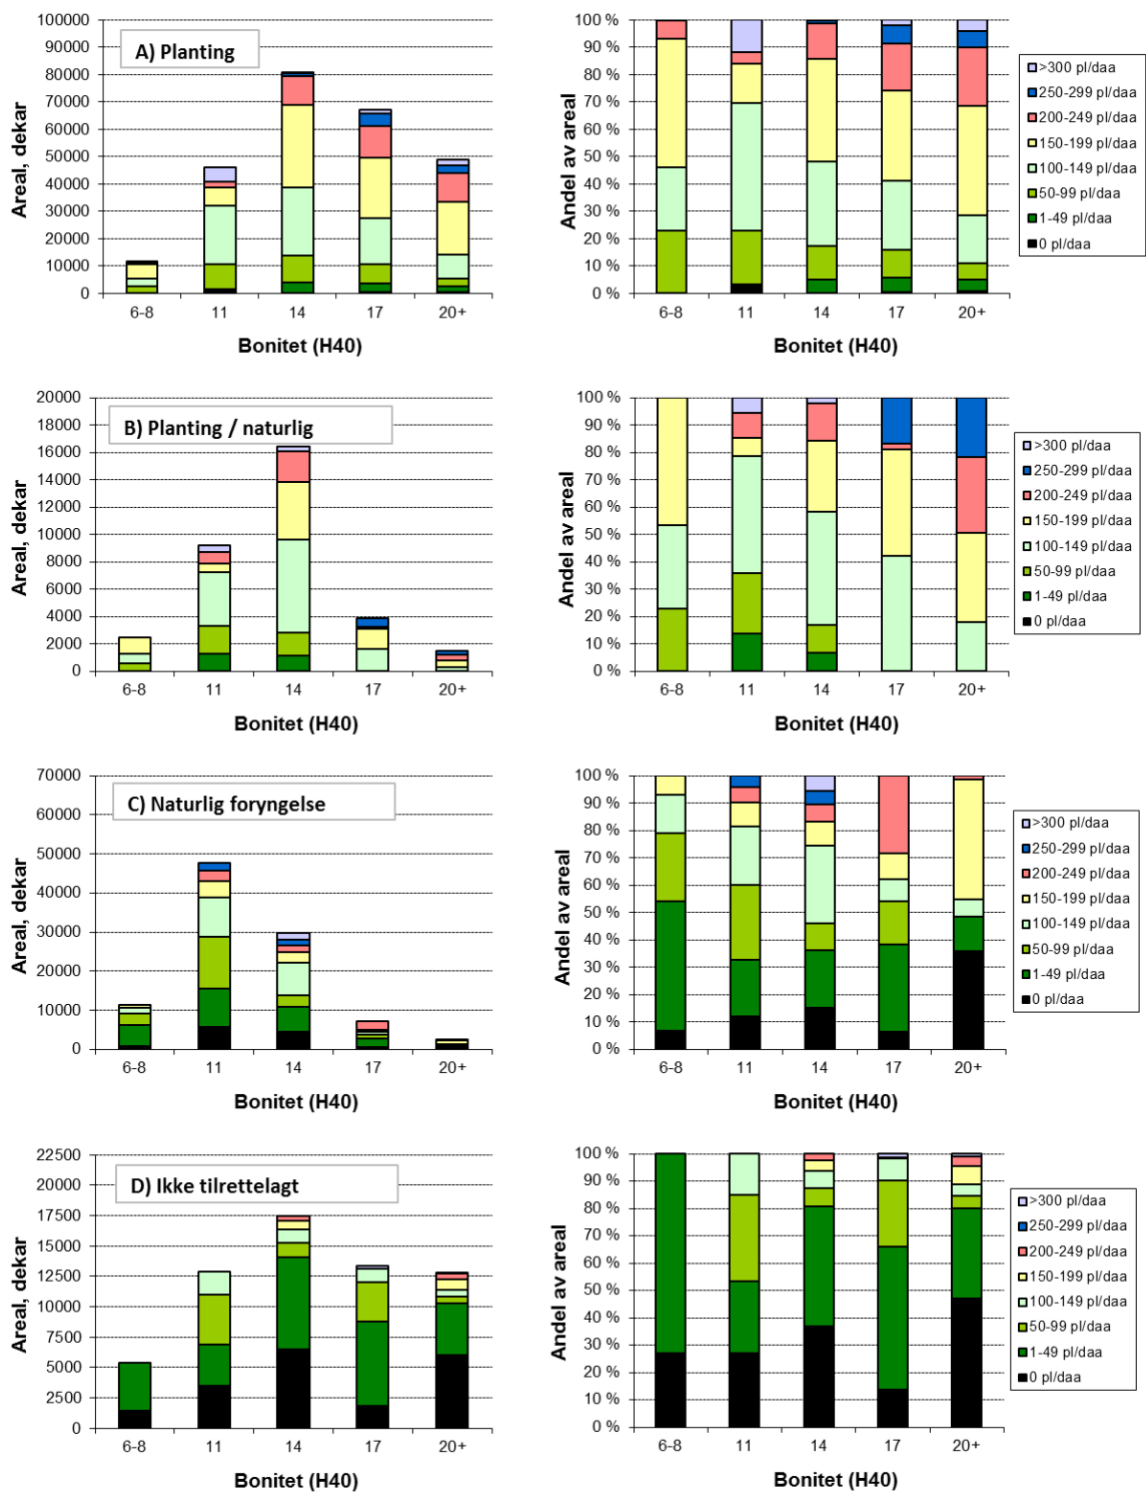 A) Planting
Areal, dekar
100000
90000
80000
70000
60000
50000
40000
30000
20000
10000
0
6-8 11 14 17 20+
Bonitet (H40)
Andel av areal
100 %
90 %
80 %
70 %
60 %
50 %
40 %
30 %
20 %
10 %
0 %
6-8 11 14 17 20+
Bonitet (H40)
>300 pl/daa
250-299 pl/daa
200-249 pl/daa
150-199 pl/daa
100-149 pl/daa
50-99 pl/daa
1-49 pl/daa
0 pl/daa
B) Planting / naturlig
Areal, dekar
20000
18000
16000
14000
12000
10000
8000
6000
4000
2000
0
6-8 11 14 17 20+
Bonitet (H40)
Andel av areal
100 %
90 %
80 %
70 %
60 %
50 %
40 %
30 %
20 %
10 %
0 %
6-8 11 14 17 20+
Bonitet (H40)
>300 pl/daa
250-299 pl/daa
200-249 pl/daa
150-199 pl/daa
100-149 pl/daa
50-99 pl/daa
1-49 pl/daa
0 pl/daa
C) Naturlig foryngelse
Areal, dekar
70000
60000
50000
40000
30000
20000
10000
0
6-8 11 14 17 20+
Bonitet (H40)
Andel av areal
100 %
90 %
80 %
70 %
60 %
50 %
40 %
30 %
20 %
10 %
0 %
6-8 11 14 17 20+
Bonitet (H40)
>300 pl/daa
250-299 pl/daa
200-249 pl/daa
150-199 pl/daa
100-149 pl/daa
50-99 pl/daa
1-49 pl/daa
0 pl/daa
D) Ikke tilrettelagt
Areal, dekar
22500
20000
17500
15000
12500
10000
7500
5000
2500
0
6-8 11 14 17 20+
Bonitet (H40)
Andel av areal
100 %
90 %
80 %
70 %
60 %
50 %
40 %
30 %
20 %
10 %
0 %
6-8 11 14 17 20+
Bonitet (H40)
>300 pl/daa
250-299 pl/daa
200-249 pl/daa
150-199 pl/daa
100-149 pl/daa
50-99 pl/daa
1-49 pl/daa
0 pl/daa